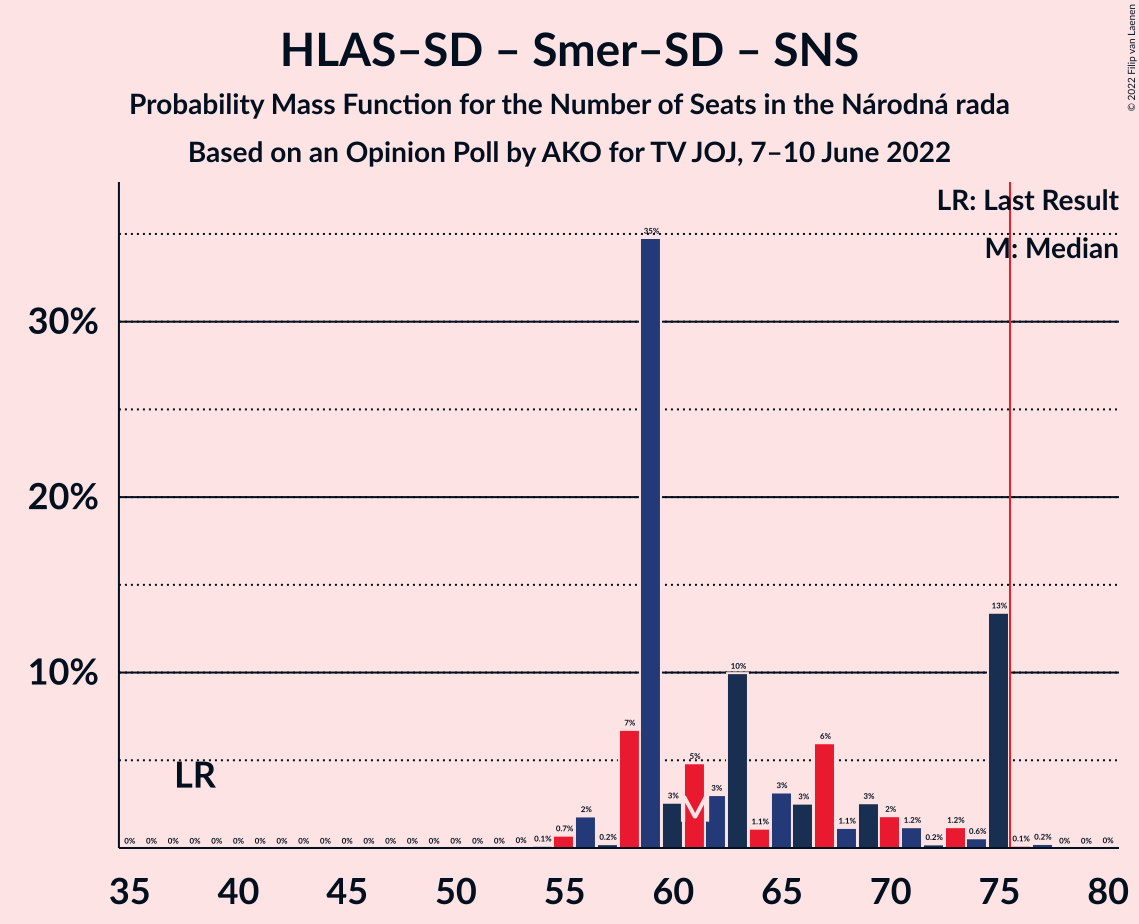 HLAS–SD – Smer–SD – SNS
Probability Mass Function for the Number of Seats in the Národná rada
Based on an Opinion Poll by AKO for TV JOJ, 7–10 June 2022
© 2022 Filip van Laenen
LR: Last Result
M: Median
30%
20%
10%
LR
M
0% 0% 0% 0% 0% 0% 0% 0% 0% 0% 0% 0% 0% 0% 0% 0% 0% 0% 0% 0.1% 0.7% 2% 0.2% 7% 35% 3% 5% 3% 10% 1.1% 3% 3% 6% 1.1% 3% 2% 1.2% 0.2% 1.2% 0.6% 13% 0.1% 0.2% 0% 0% 0%
35 40 45 50 55 60 65 70 75 80